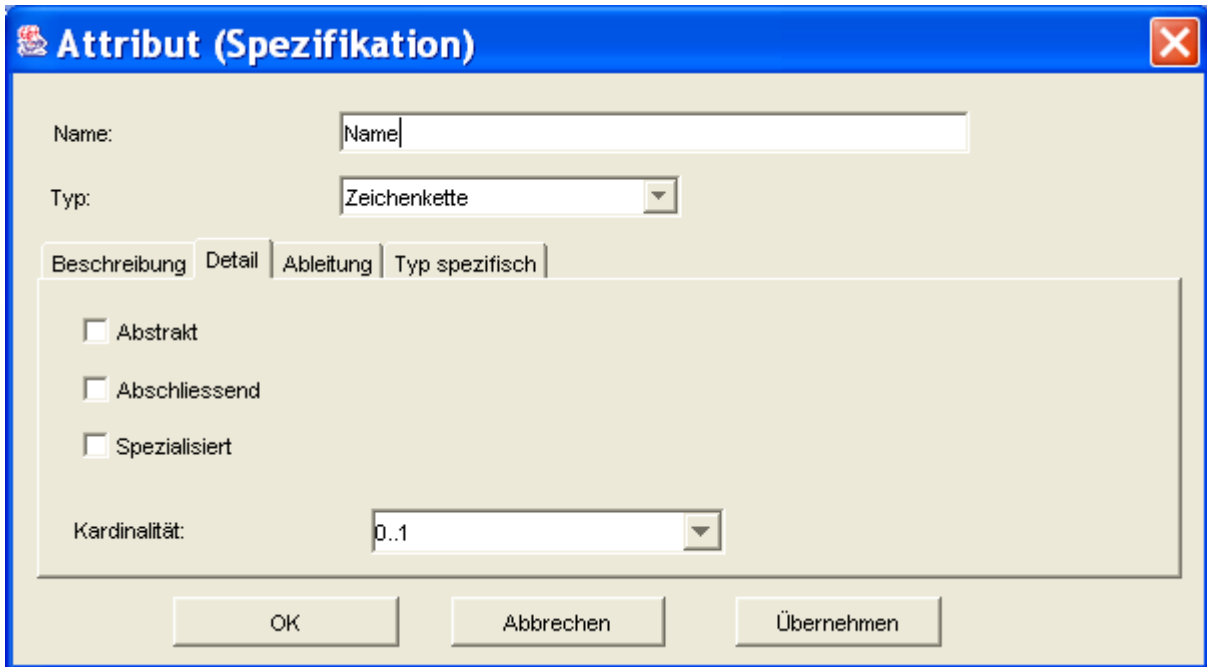 Attribut (Spezifikation)
Name: Name
Typ: Zeichenkette
Beschreibung Detail Ableitung Typ spezifisch
Abstrakt
Abschliessend
Spezialisiert
Kardinalität: 0..1
OK Abbrechen Übernehmen